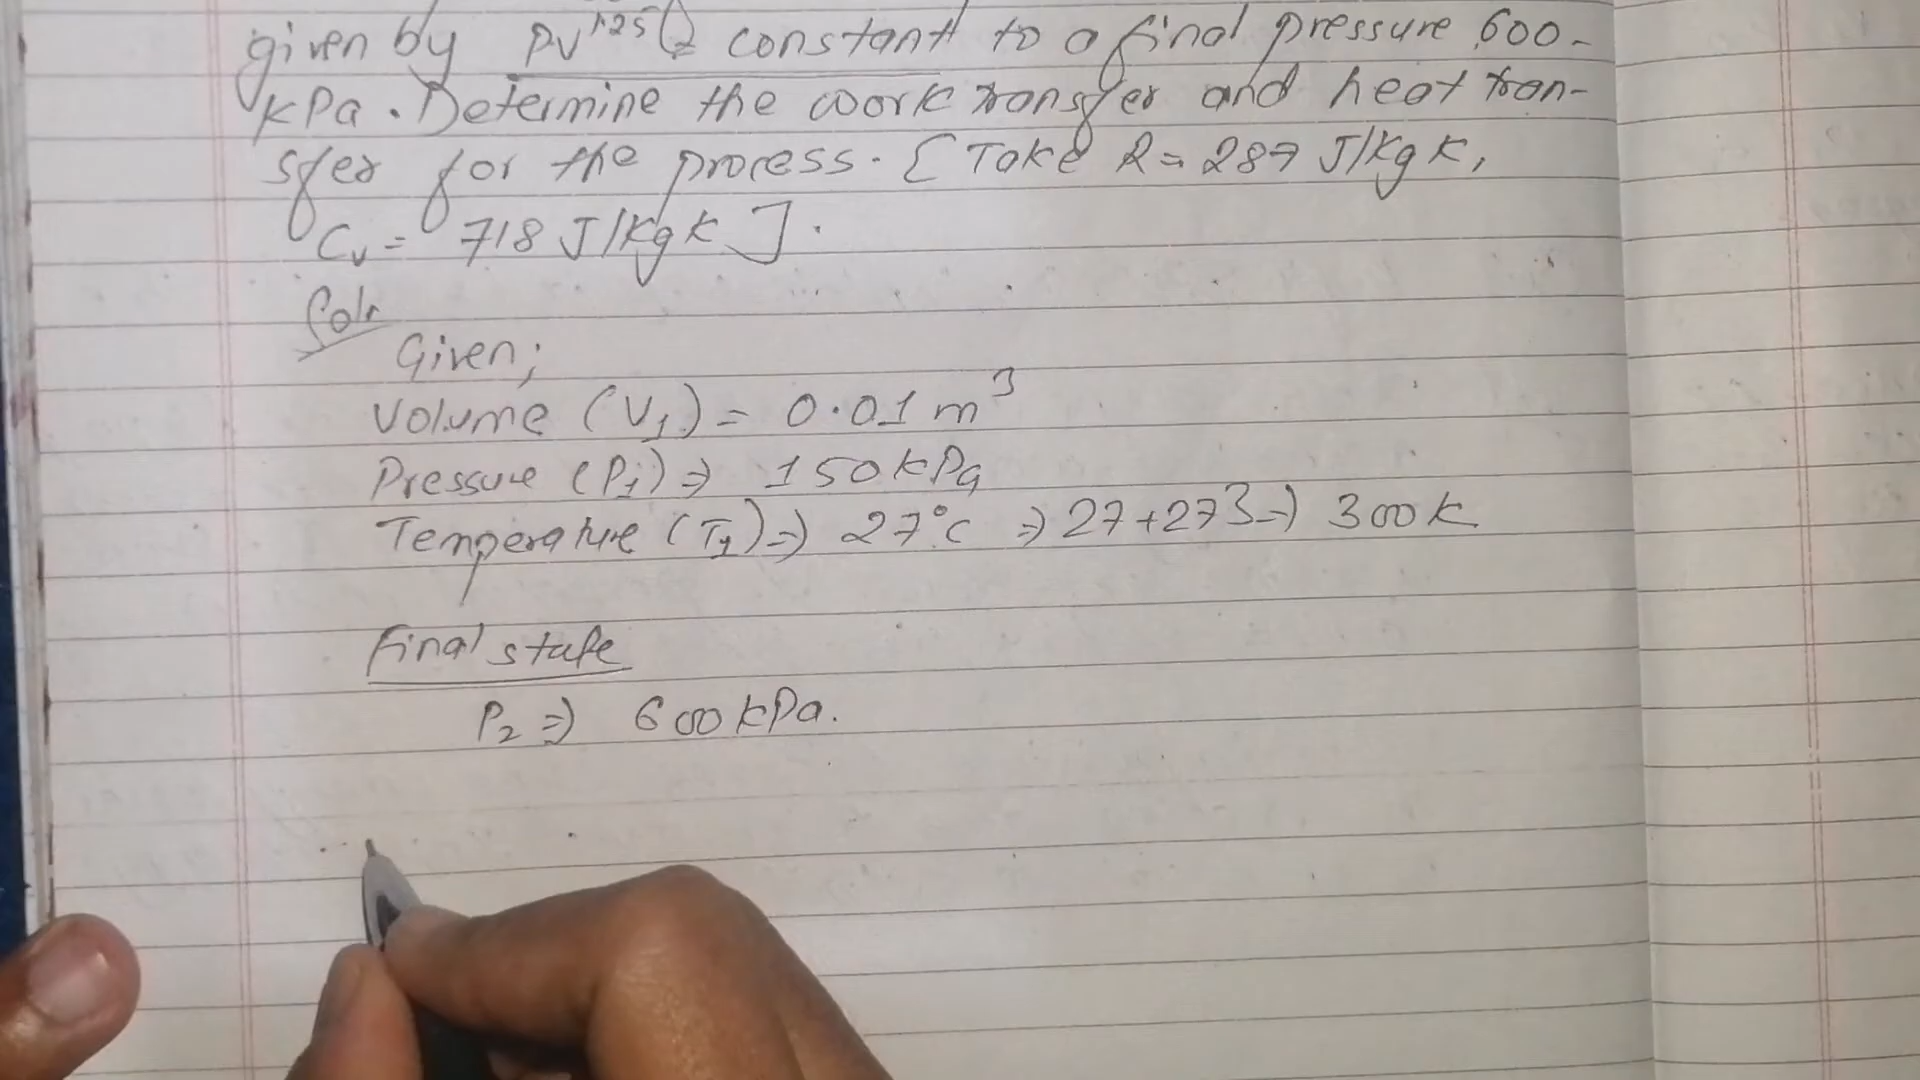 given by PV^1.25 = constant to a final pressure 600-
kPa. Determine the work transfer and heat tran-
sfer for the process. [Take R = 287 J/kgK,
Cv = 718 J/kgK].
Soln
Given;
Volume (V1) = 0.01 m³
Pressure (P1) ⇒ 150 kPa
Temperature (T1) ⇒ 27°C ⇒ 27+273 ⇒ 300 K
final state
P2 ⇒ 600 kPa.